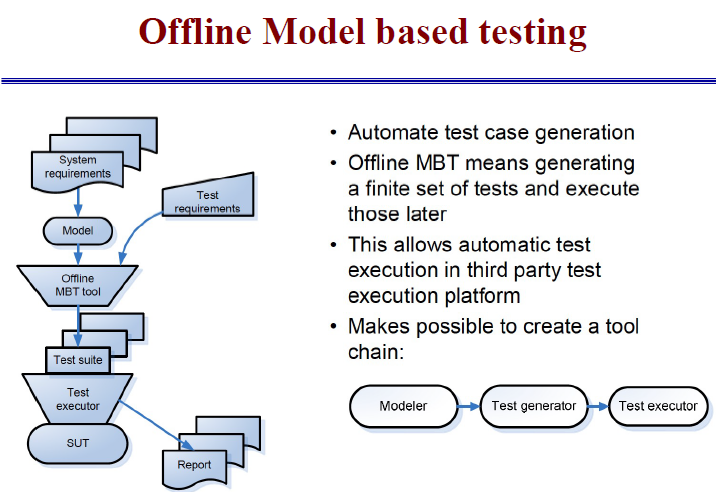 Offline Model based testing
System
requirements
Test
requirements
Model
Offline
MBT tool
Test suite
Test
executor
SUT
Report
• Automate test case generation
• Offline MBT means generating
a finite set of tests and execute
those later
• This allows automatic test
execution in third party test
execution platform
• Makes possible to create a tool
chain:
Modeler
Test generator
Test executor